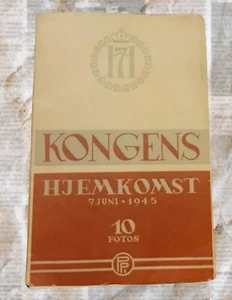 KONGENS
HJEMKOMST
7 JUNI · 1945
10
FOTOS